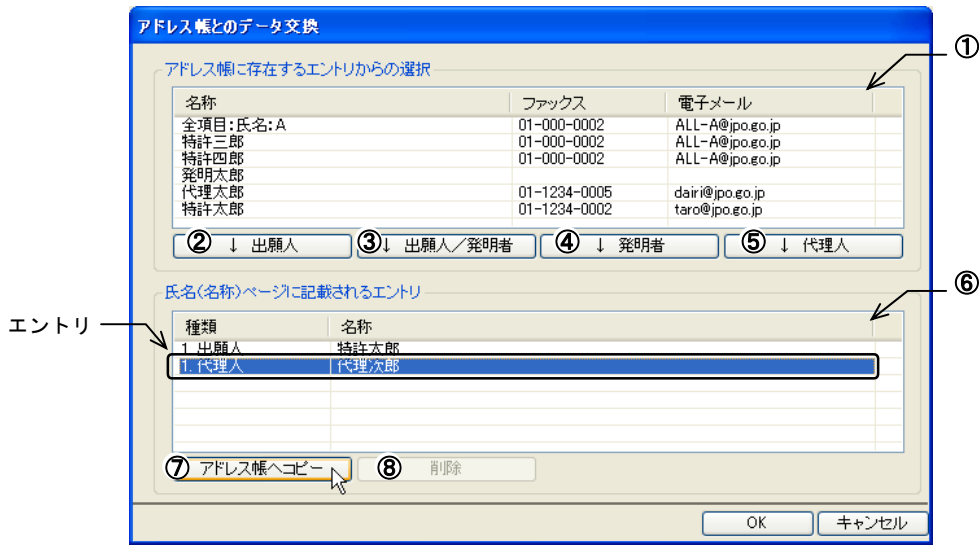 アドレス帳とのデータ交換
①
アドレス帳に存在するエントリからの選択
名称 ファックス 電子メール
全項目:氏名:A 01-000-0002 ALL-A@jpo.go.jp
特許三郎 01-000-0002 ALL-A@jpo.go.jp
特許四郎 01-000-0002 ALL-A@jpo.go.jp
発明太郎
代理太郎 01-1234-0005 dairi@jpo.go.jp
特許太郎 01-1234-0002 taro@jpo.go.jp
② ↓ 出願人 ③↓ 出願人／発明者 ④ ↓ 発明者 ⑤ ↓ 代理人
⑥
氏名(名称)ページに記載されるエントリ
エントリ
種類 名称
1. 出願人 特許太郎
1. 代理人 代理次郎
⑦ アドレス帳へコピー ⑧ 削除
OK キャンセル